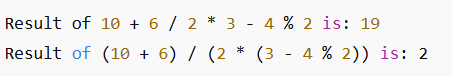 Result of 10 + 6 / 2 * 3 - 4 % 2 is: 19
Result of (10 + 6) / (2 * (3 - 4 % 2)) is: 2